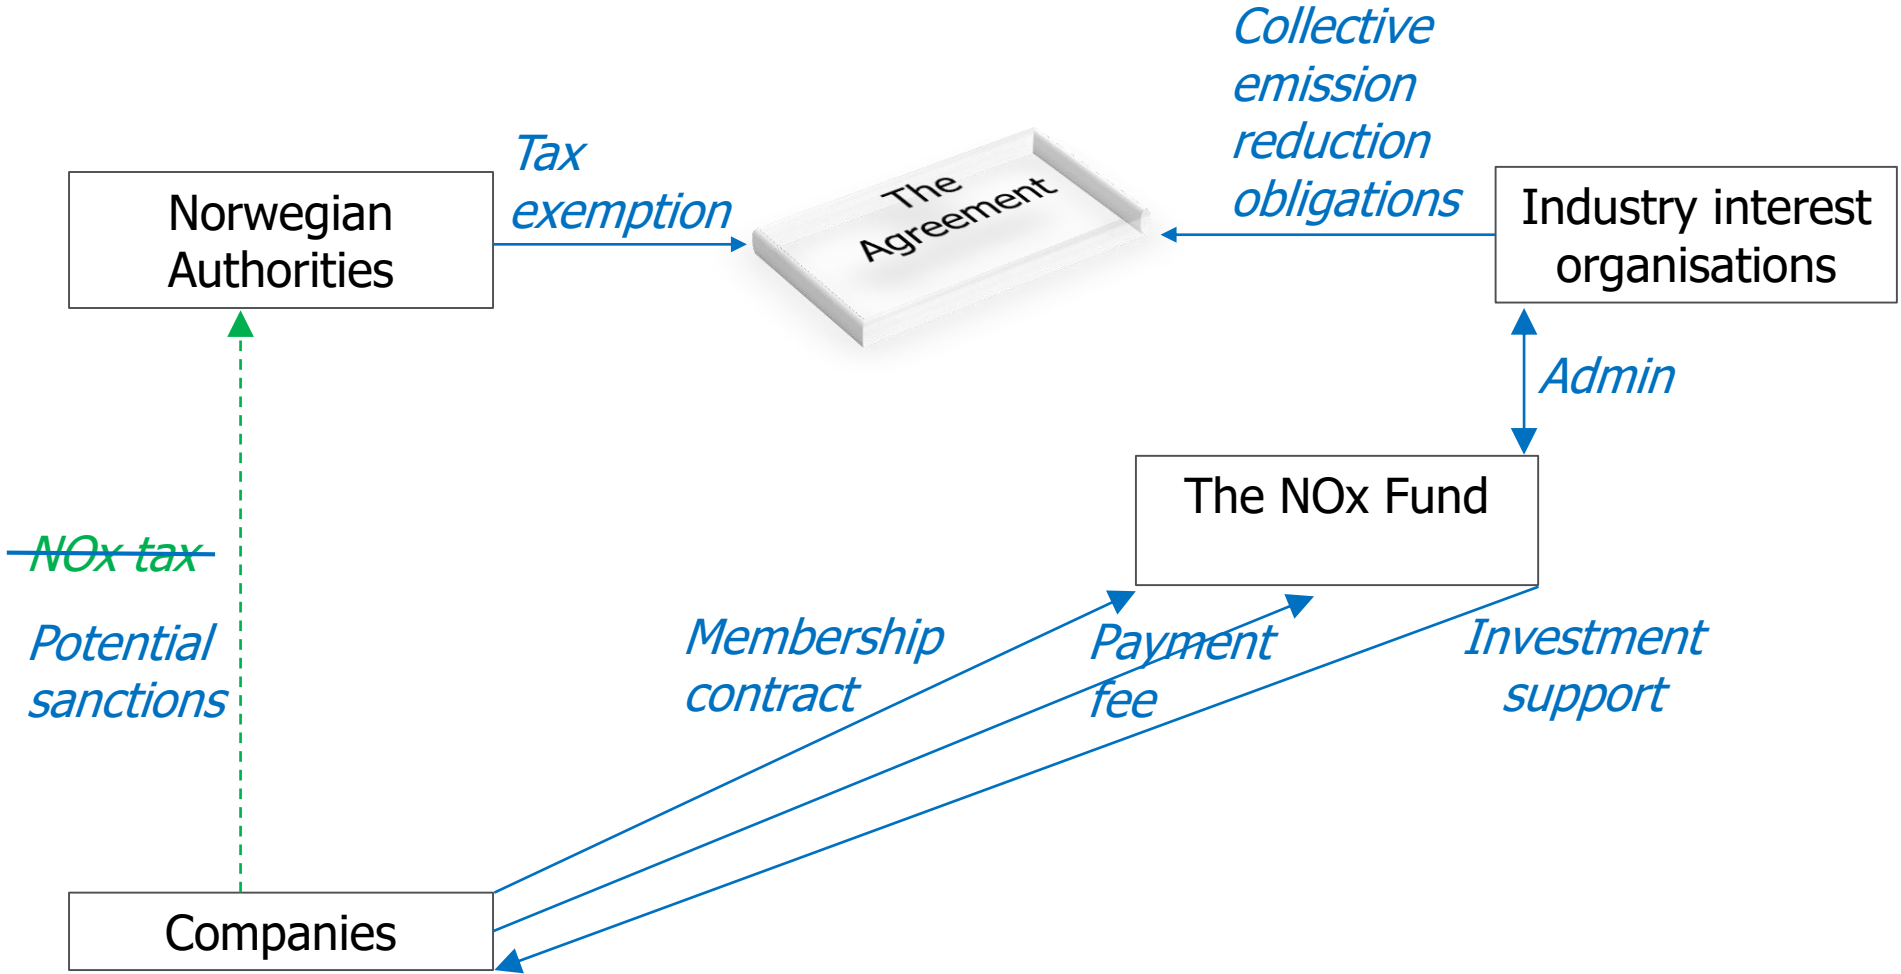 Collective
emission
reduction
obligations
Tax
exemption
The
Agreement
Norwegian
Authorities
Industry interest
organisations
Admin
The NOx Fund
NOx tax
Potential
sanctions
Membership
contract
Payment
fee
Investment
support
Companies